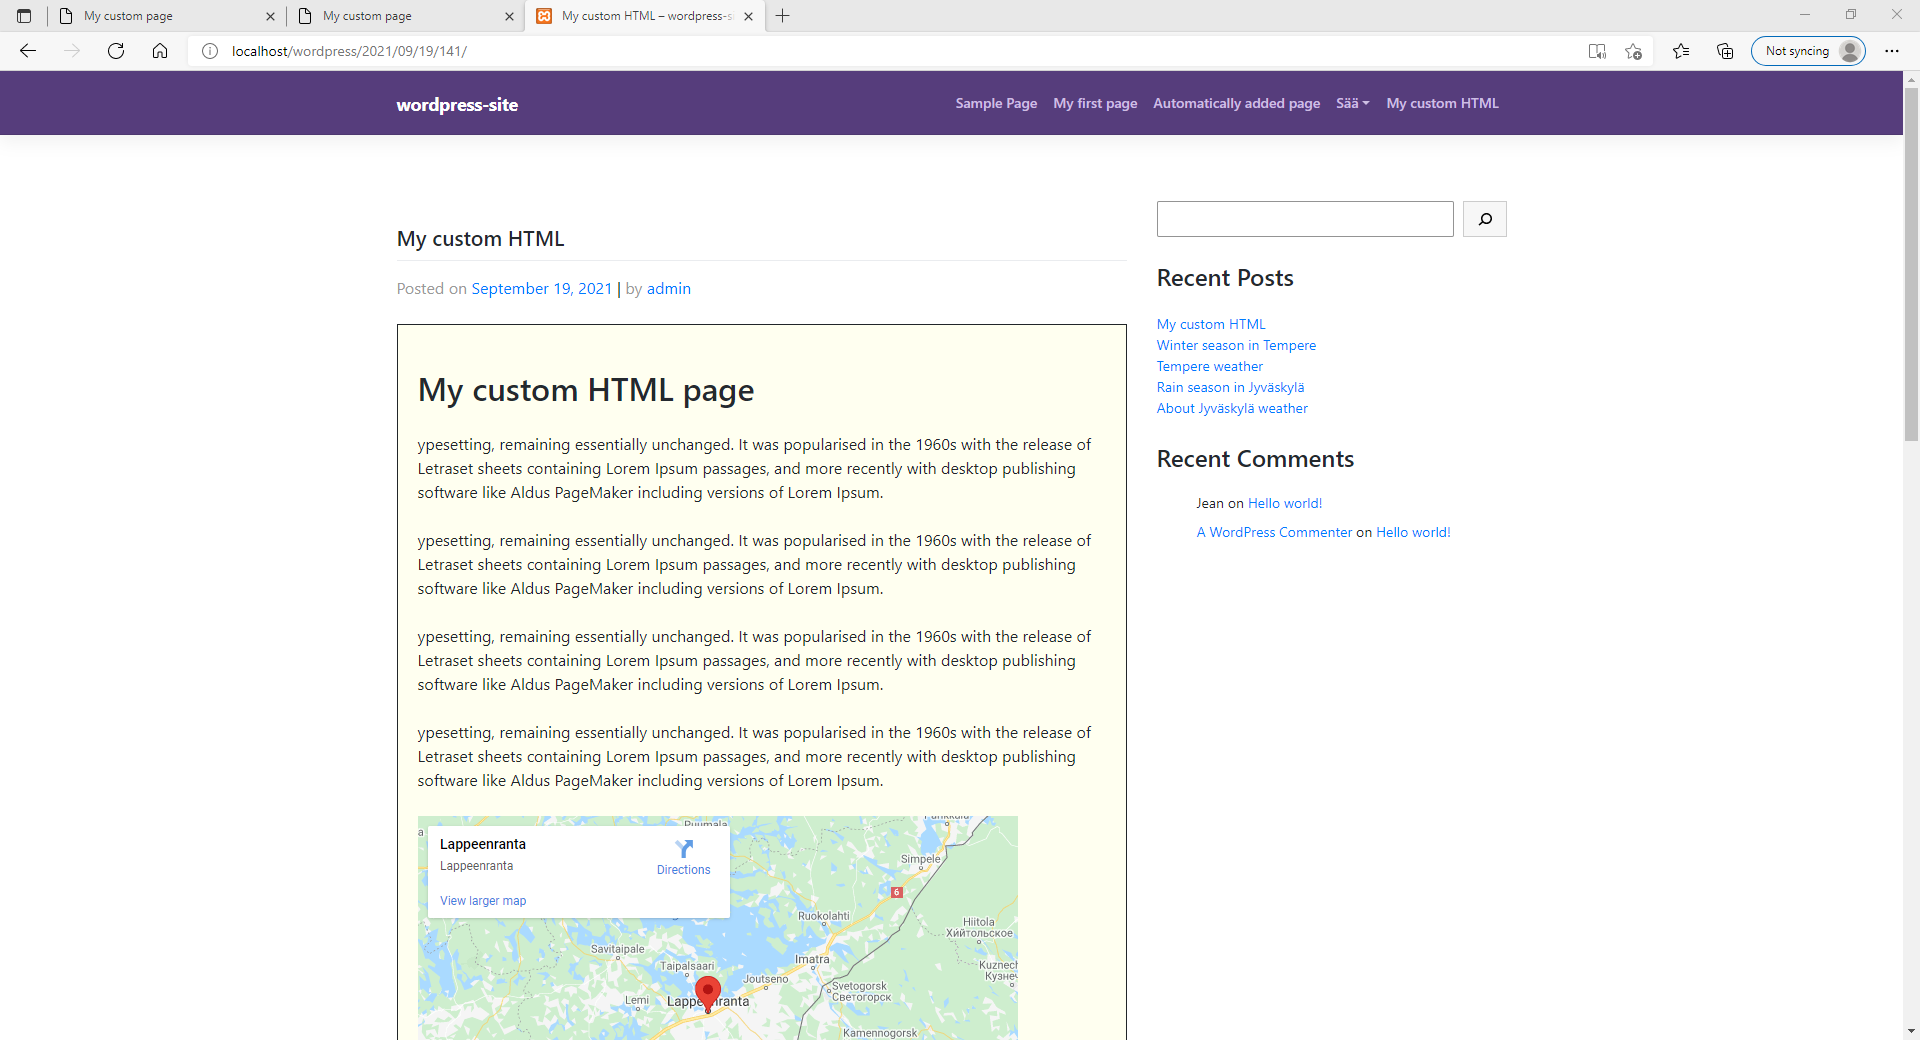 My custom page
My custom page
My custom HTML – wordpress-s
localhost/wordpress/2021/09/19/141/
Not syncing
wordpress-site
Sample Page
My first page
Automatically added page
Sää
My custom HTML
My custom HTML
Posted on September 19, 2021 | by admin
My custom HTML page
ypesetting, remaining essentially unchanged. It was popularised in the 1960s with the release of
Letraset sheets containing Lorem Ipsum passages, and more recently with desktop publishing
software like Aldus PageMaker including versions of Lorem Ipsum.
ypesetting, remaining essentially unchanged. It was popularised in the 1960s with the release of
Letraset sheets containing Lorem Ipsum passages, and more recently with desktop publishing
software like Aldus PageMaker including versions of Lorem Ipsum.
ypesetting, remaining essentially unchanged. It was popularised in the 1960s with the release of
Letraset sheets containing Lorem Ipsum passages, and more recently with desktop publishing
software like Aldus PageMaker including versions of Lorem Ipsum.
ypesetting, remaining essentially unchanged. It was popularised in the 1960s with the release of
Letraset sheets containing Lorem Ipsum passages, and more recently with desktop publishing
software like Aldus PageMaker including versions of Lorem Ipsum.
Lappeenranta
Lappeenranta
Directions
View larger map
Simpele
6
Ruokolahti
Hiitola
Хийтольское
Savitaipale
Imatra
Taipalsaari
Joutseno
Kuznech
Кузнеч
Svetogorsk
Светогорск
Lemi
Lappeenranta
Kamennogorsk
Recent Posts
My custom HTML
Winter season in Tempere
Tempere weather
Rain season in Jyväskylä
About Jyväskylä weather
Recent Comments
Jean on Hello world!
A WordPress Commenter on Hello world!